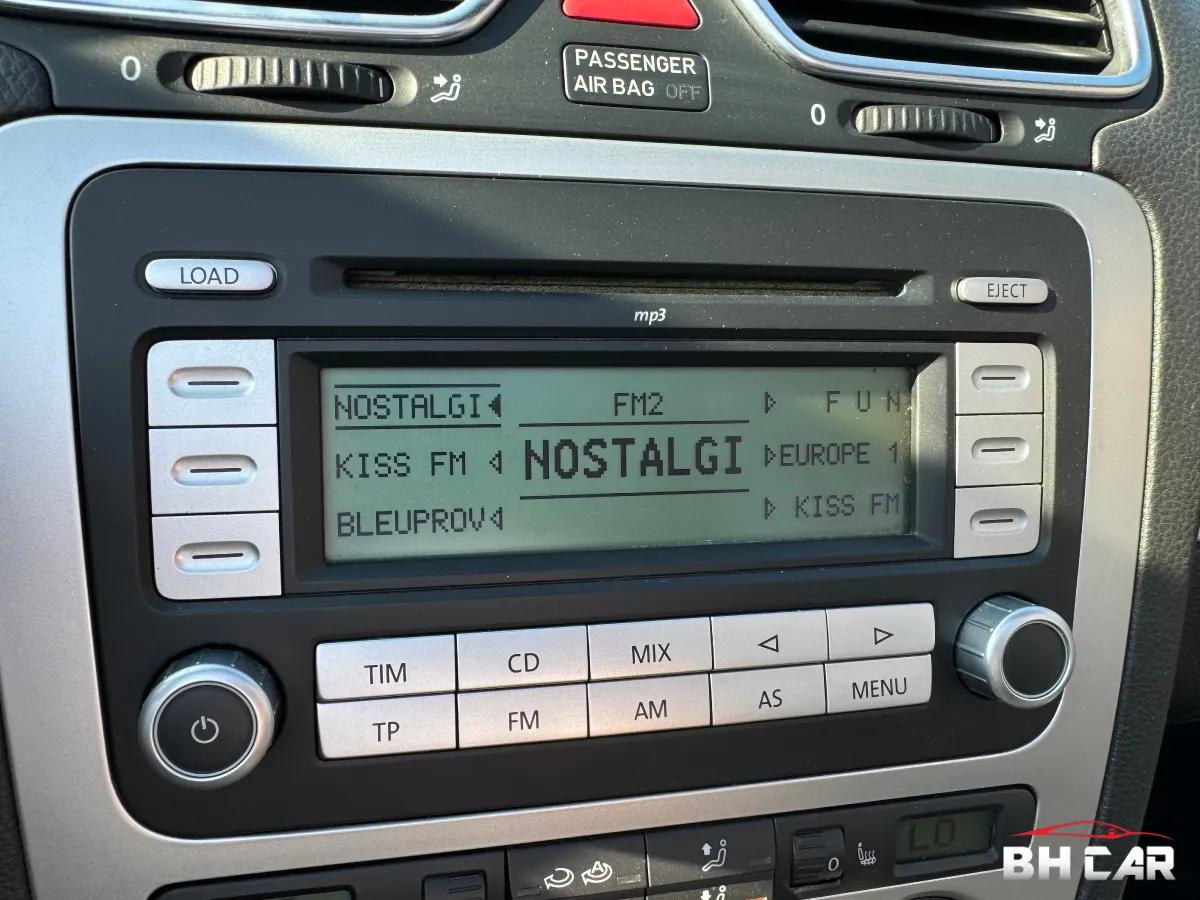 PASSENGER
AIR BAG OFF
0
0
LOAD
EJECT
mp3
NOSTALGI
FM2
F U N
KISS FM
NOSTALGI
EUROPE 1
BLEUPROV
KISS FM
TIM
CD
MIX
TP
FM
AM
AS
MENU
A
0
LO
BH CAR